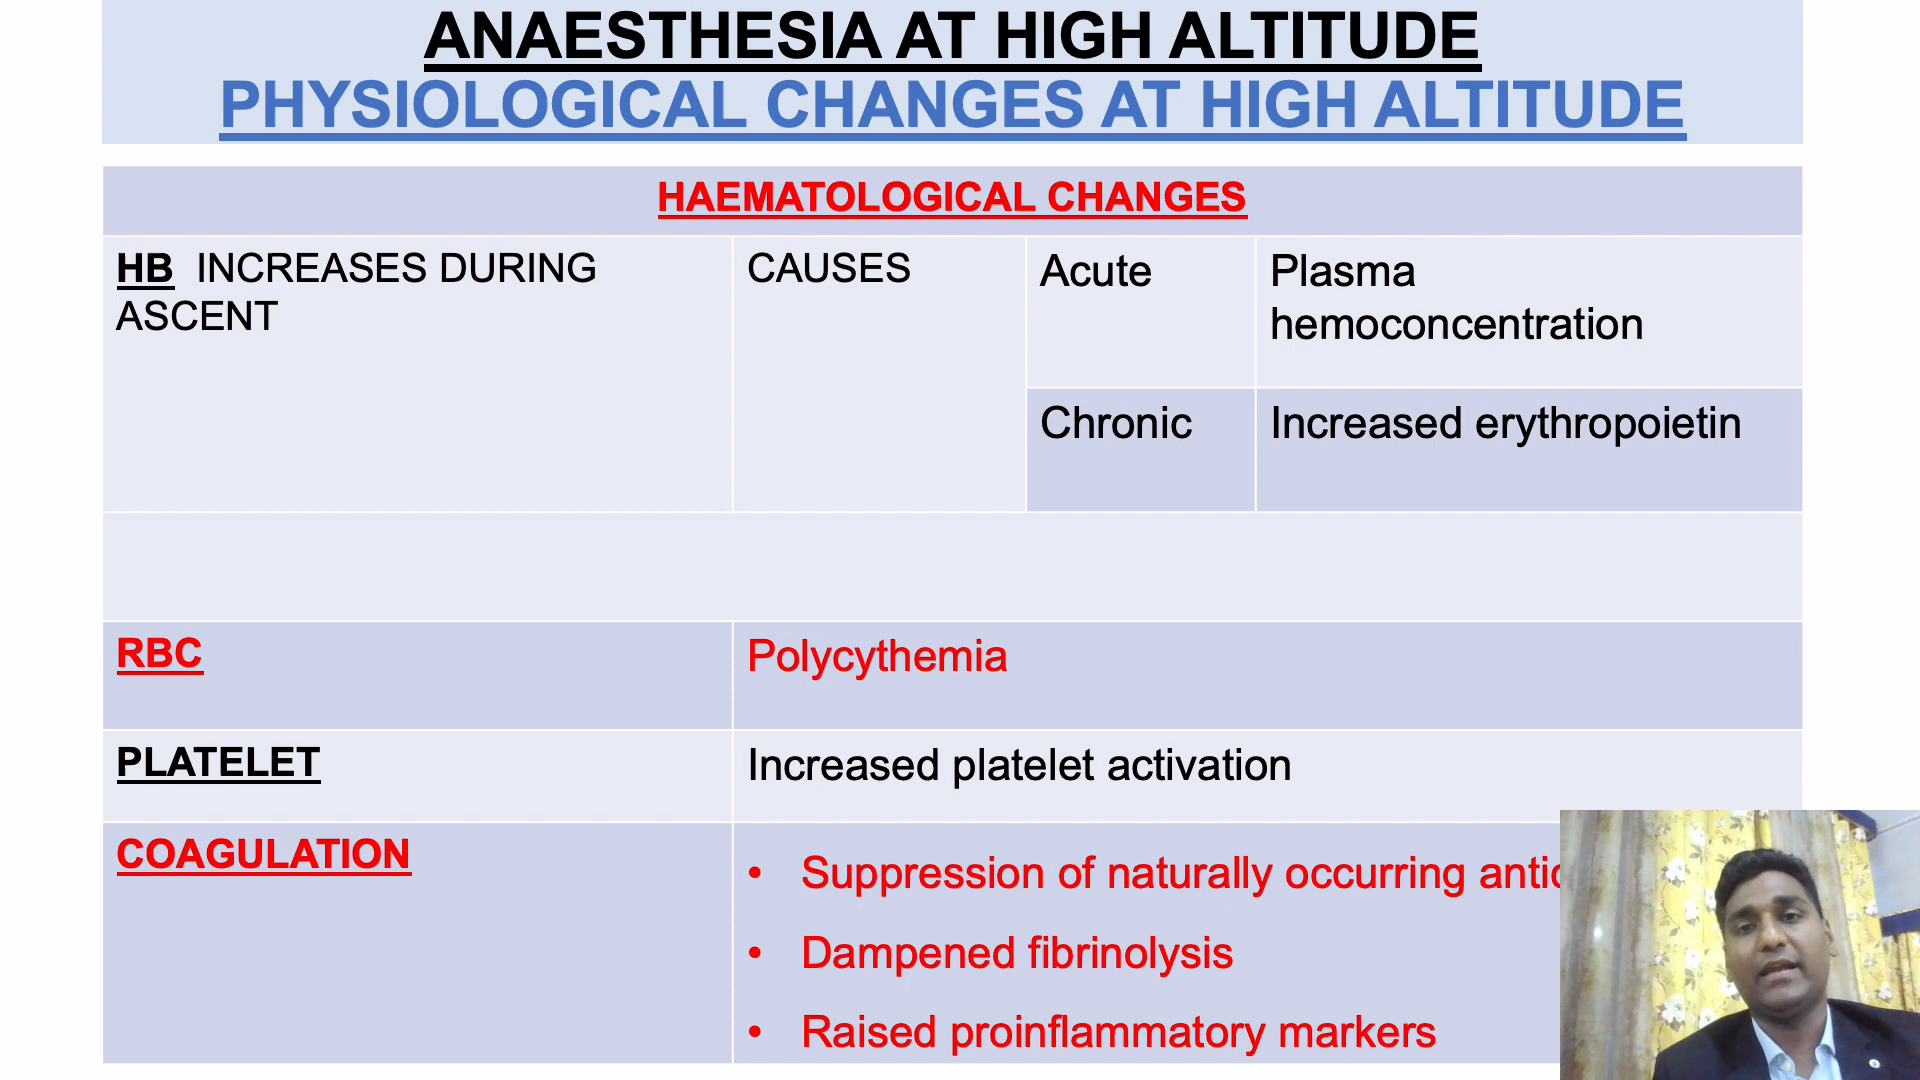 ANAESTHESIA AT HIGH ALTITUDE
PHYSIOLOGICAL CHANGES AT HIGH ALTITUDE
HAEMATOLOGICAL CHANGES
HB INCREASES DURING
ASCENT
CAUSES
Acute
Plasma
hemoconcentration
Chronic
Increased erythropoietin
RBC
Polycythemia
PLATELET
Increased platelet activation
COAGULATION
• Suppression of naturally occurring
• Dampened fibrinolysis
• Raised proinflammatory markers